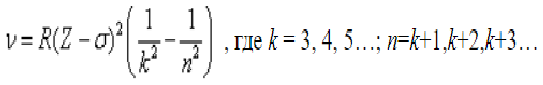 ν = R(Z − σ)²(1/k² − 1/n²) , где k = 3, 4, 5…; n=k+1,k+2,k+3…